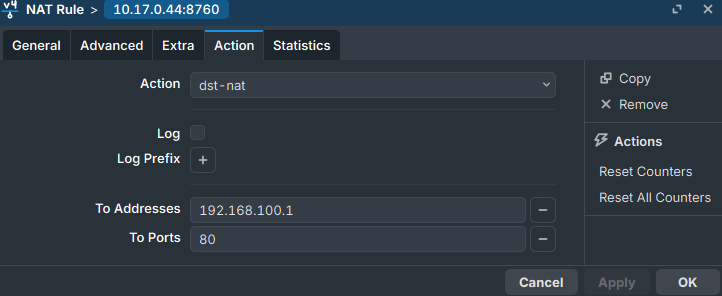 v4 NAT Rule > 10.17.0.44:8760
General Advanced Extra Action Statistics
Action dst-nat
Copy
Remove
Log
Log Prefix +
Actions
Reset Counters
Reset All Counters
To Addresses 192.168.100.1
To Ports 80
Cancel Apply OK